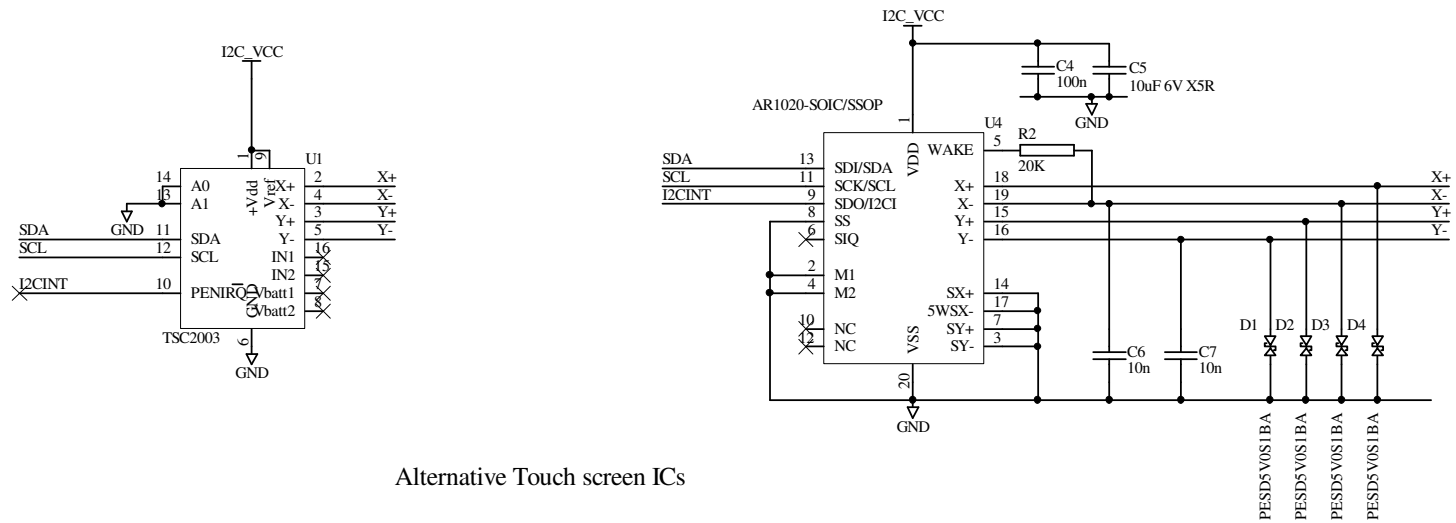 I2C_VCC
1
9
U1
14
A0
13
A1
GND
+Vdd
Vref
X+
2
X+
X-
4
X-
Y+
3
Y+
Y-
5
Y-
SDA
11
SDA
SCL
12
SCL
IN1
16
IN2
15
I2CINT
10
PENIRQ
GND
Vbatt1
7
Vbatt2
8
TSC2003
6
GND
I2C_VCC
C4
100n
C5
10uF 6V X5R
GND
AR1020-SOIC/SSOP
1
U4
VDD
WAKE
5
R2
20K
SDA
13
SDI/SDA
SCL
11
SCK/SCL
I2CINT
9
SDO/I2CI
8
SS
6
SIQ
2
M1
4
M2
10
NC
12
NC
X+
18
X+
X-
19
X-
Y+
15
Y+
Y-
16
Y-
SX+
14
5WSX-
17
SY+
7
SY-
3
VSS
20
GND
C6
10n
C7
10n
D1
D2
D3
D4
PESD5V0S1BA
PESD5V0S1BA
PESD5V0S1BA
PESD5V0S1BA
Alternative Touch screen ICs